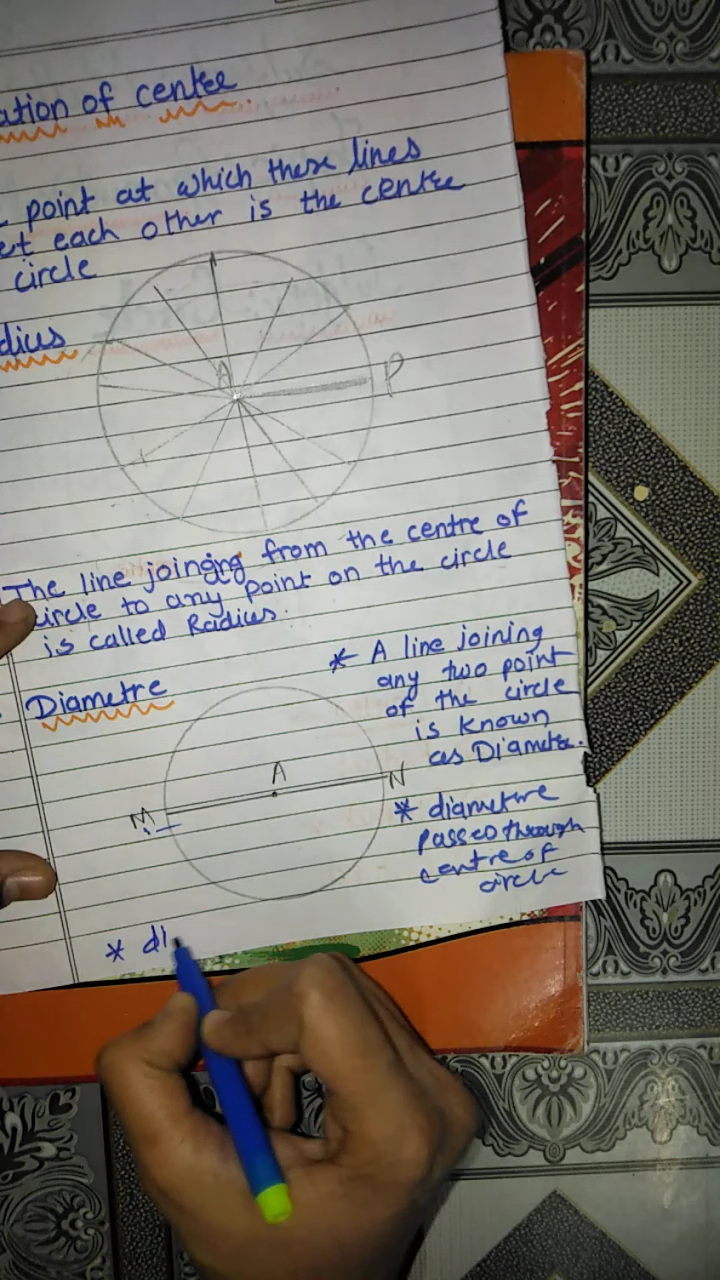 ation of centre
point at which these lines
et each other is the centre
circle
dius
A
P
The line joining from the centre of
ircle to any point on the circle
is called Radius.
Diametre
* A line joining
any two point
of the circle
is known
as Diametre.
A
M
N
* diametre
passed through
centre of
circle
* di